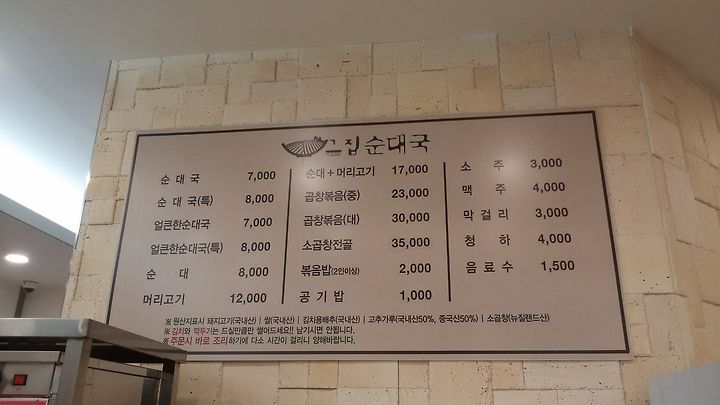 그집순대국
순대국 7,000
순대국(특) 8,000
얼큰한순대국 7,000
얼큰한순대국(특) 8,000
순 대 8,000
머리고기 12,000
순대+머리고기 17,000
곱창볶음(중) 23,000
곱창볶음(대) 30,000
소곱창전골 35,000
볶음밥(2인이상) 2,000
공기밥 1,000
소 주 3,000
맥 주 4,000
막걸리 3,000
청 하 4,000
음료수 1,500
※ 원산지표시 돼지고기(국내산) | 쌀(국내산) | 김치용배추(국내산) | 고추가루(국내산50%, 중국산50%) | 소곱창(뉴질랜드산)
※ 김치와 깍두기는 드실만큼만 썰어드세요!! 남기시면 안됩니다.
※ 주문시 바로 조리하기에 다소 시간이 걸리니 양해바랍니다.